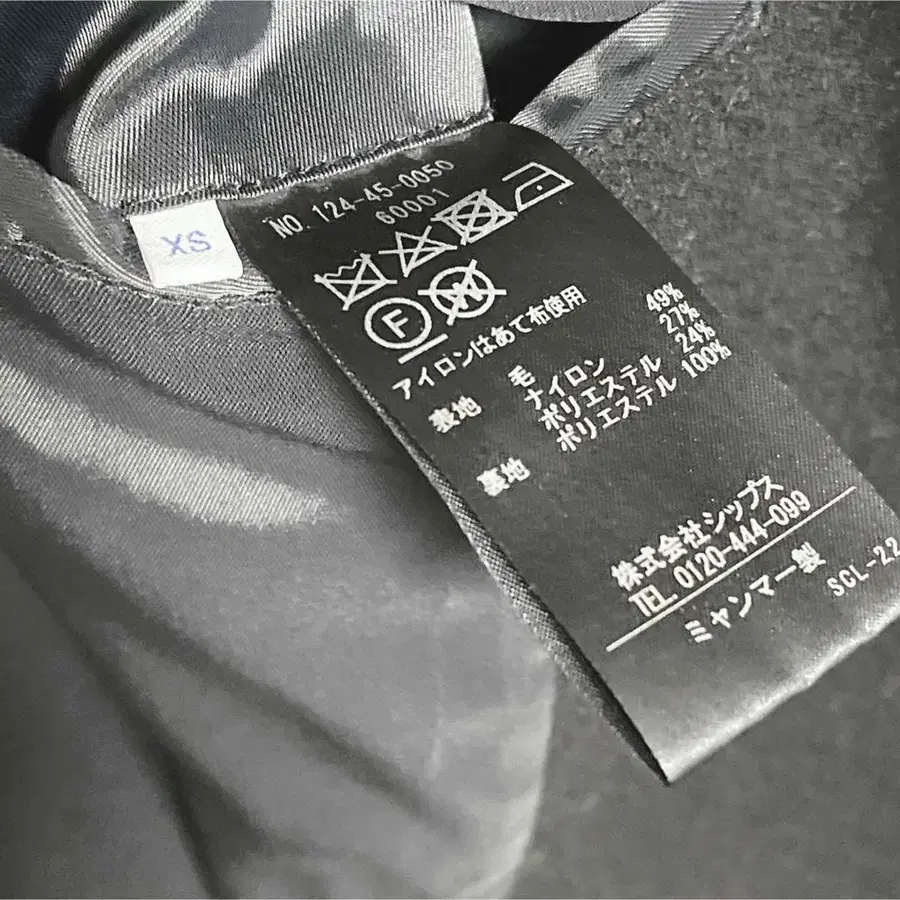 XS
NO. 124-45-0050
60001
F
W
アイロンはあて布使用
表地 毛 49%
ナイロン 27%
ポリエステル 24%
裏地 ポリエステル 100%
株式会社シップス
TEL 0120-444-099
ミャンマー製
SCL-22